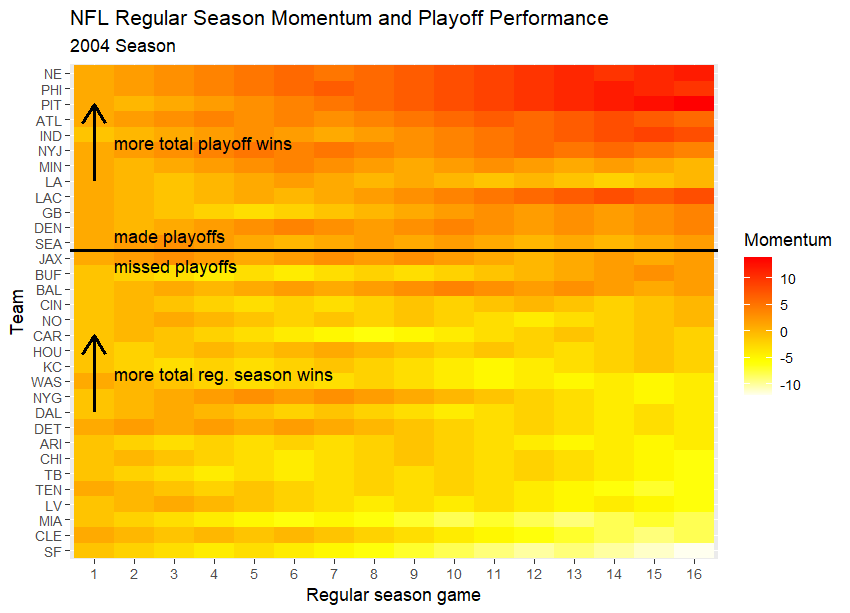 NFL Regular Season Momentum and Playoff Performance
2004 Season
Team
NE
PHI
PIT
ATL
IND
NYJ
MIN
LA
LAC
GB
DEN
SEA
JAX
BUF
BAL
CIN
NO
CAR
HOU
KC
WAS
NYG
DAL
DET
ARI
CHI
TB
TEN
LV
MIA
CLE
SF
more total playoff wins
made playoffs
missed playoffs
more total reg. season wins
1 2 3 4 5 6 7 8 9 10 11 12 13 14 15 16
Regular season game
Momentum
10
5
0
-5
-10